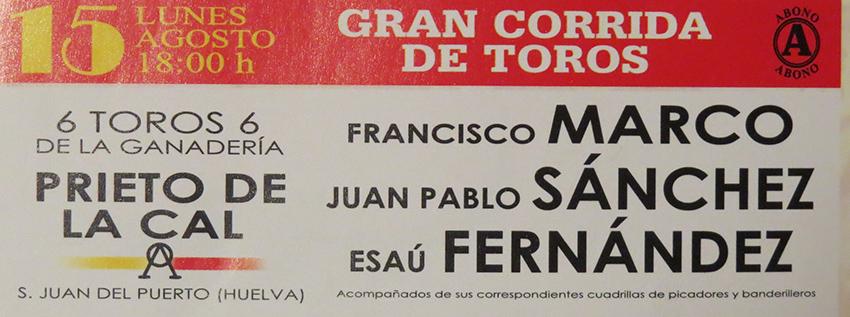 15 LUNES
AGOSTO
18:00 h
GRAN CORRIDA
DE TOROS
ABONO
A
ABONO
6 TOROS 6
DE LA GANADERÍA
PRIETO DE
LA CAL
S. JUAN DEL PUERTO (HUELVA)
FRANCISCO MARCO
JUAN PABLO SÁNCHEZ
ESAÚ FERNÁNDEZ
Acompañados de sus correspondientes cuadrillas de picadores y banderilleros